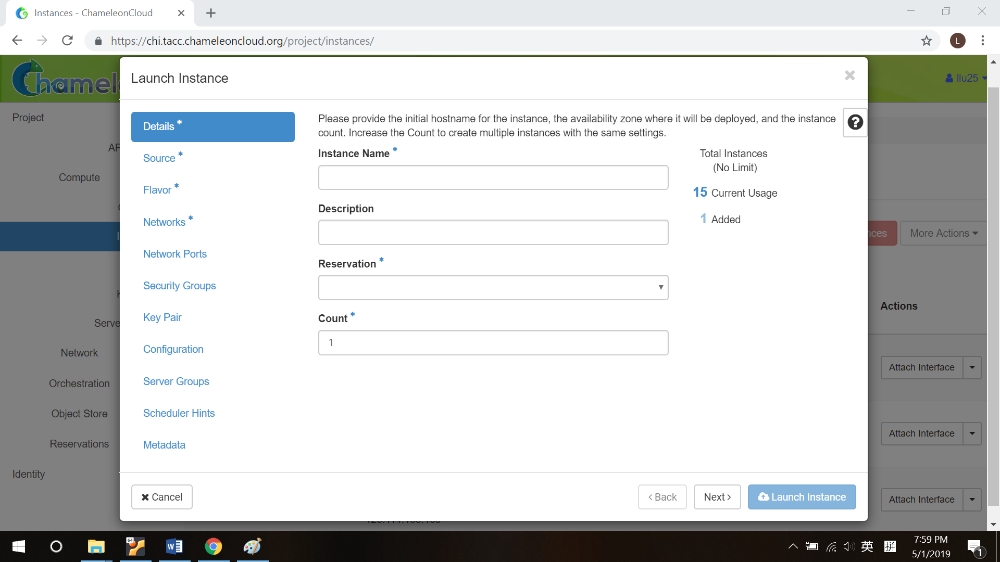 Instances - ChameleonCloud
https://chi.tacc.chameleoncloud.org/project/instances/
L
Launch Instance
llu25
Project
Compute
Network
Orchestration
Object Store
Reservations
Identity
Details *
Source *
Flavor *
Networks *
Network Ports
Security Groups
Key Pair
Configuration
Server Groups
Scheduler Hints
Metadata
Please provide the initial hostname for the instance, the availability zone where it will be deployed, and the instance
count. Increase the Count to create multiple instances with the same settings.
Instance Name *
Description
Reservation *
Count *
1
Total Instances
(No Limit)
15 Current Usage
1 Added
More Actions
Actions
Attach Interface
Attach Interface
Attach Interface
Cancel
< Back
Next >
Launch Instance
64
W
英
拼
7:59 PM
5/1/2019
1